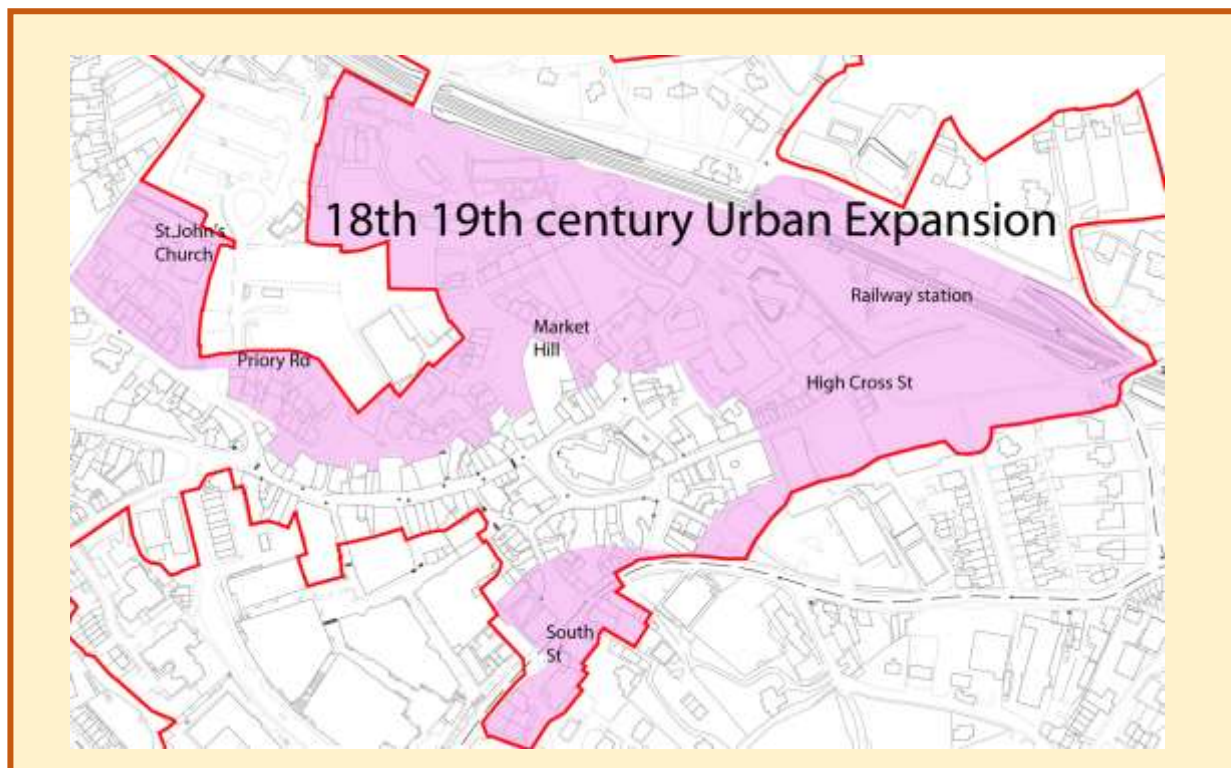 18th 19th century Urban Expansion
St.John's
Church
Railway station
Market
Hill
Priory Rd
High Cross St
South
St